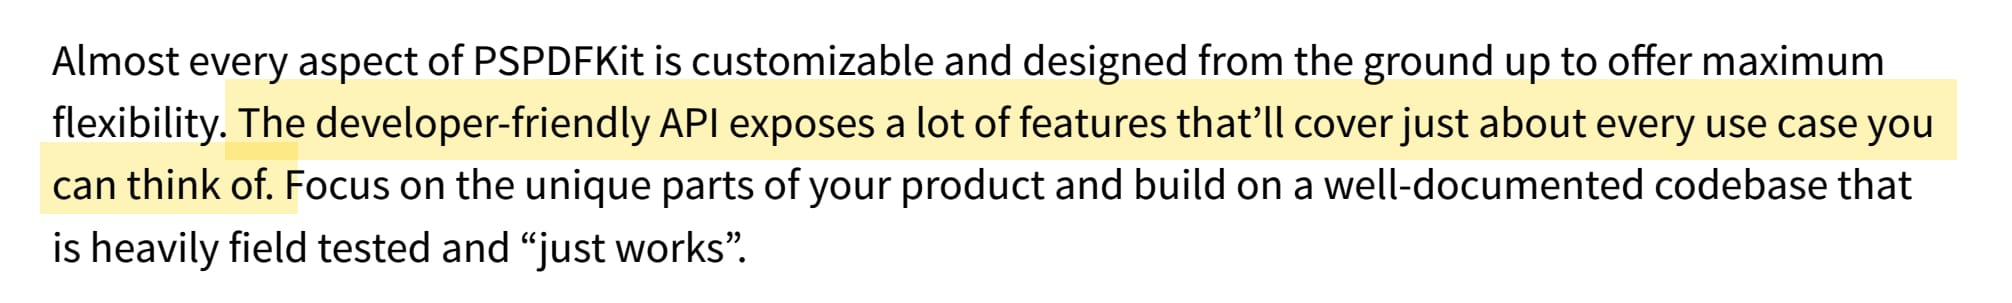 Almost every aspect of PSPDFKit is customizable and designed from the ground up to offer maximum
flexibility. The developer-friendly API exposes a lot of features that’ll cover just about every use case you
can think of. Focus on the unique parts of your product and build on a well-documented codebase that
is heavily field tested and “just works”.